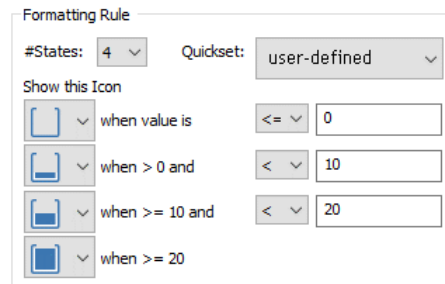 Formatting Rule
#States: 4 Quickset: user-defined
Show this Icon
when value is <= 0
when > 0 and < 10
when >= 10 and < 20
when >= 20